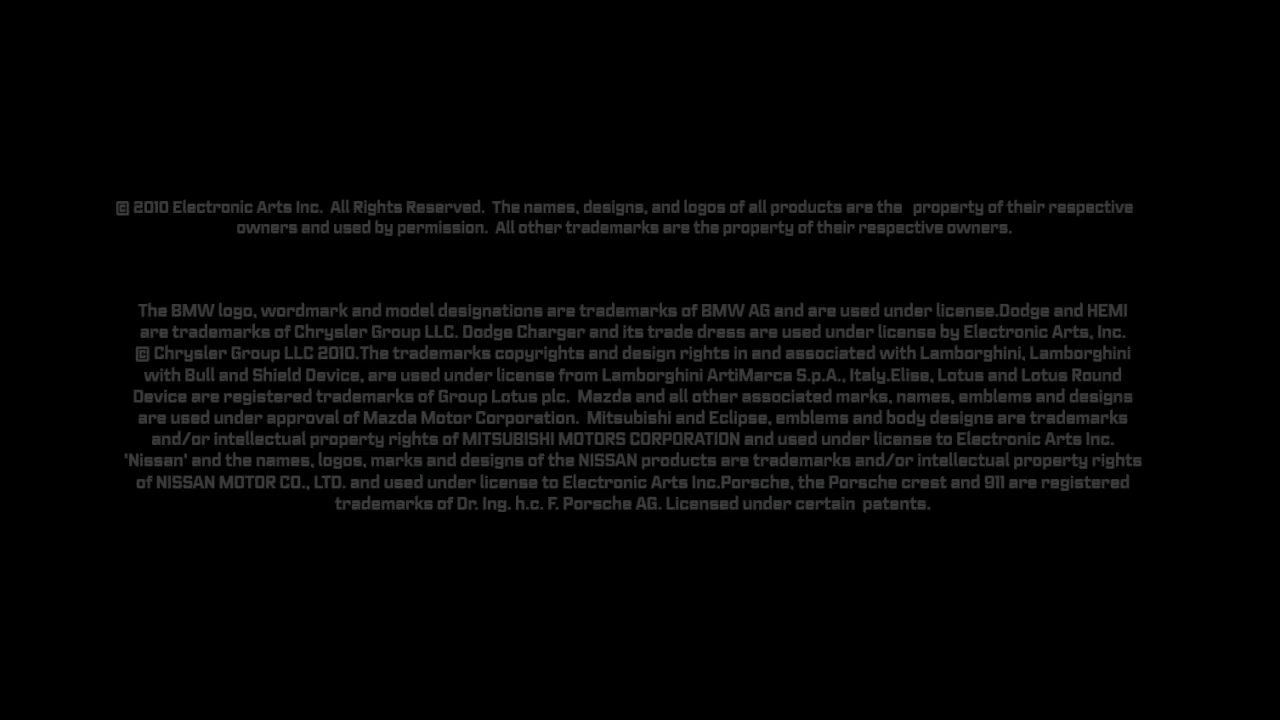 © 2010 Electronic Arts Inc.  All Rights Reserved.  The names, designs, and logos of all products are the  property of their respective
owners and used by permission.  All other trademarks are the property of their respective owners.
The BMW logo, wordmark and model designations are trademarks of BMW AG and are used under license.Dodge and HEMI
are trademarks of Chrysler Group LLC. Dodge Charger and its trade dress are used under license by Electronic Arts, Inc.
© Chrysler Group LLC 2010.The trademarks copyrights and design rights in and associated with Lamborghini, Lamborghini
with Bull and Shield Device, are used under license from Lamborghini ArtiMarca S.p.A., Italy.Elise, Lotus and Lotus Round
Device are registered trademarks of Group Lotus plc.  Mazda and all other associated marks, names, emblems and designs
are used under approval of Mazda Motor Corporation.  Mitsubishi and Eclipse, emblems and body designs are trademarks
and/or intellectual property rights of MITSUBISHI MOTORS CORPORATION and used under license to Electronic Arts Inc.
'Nissan' and the names, logos, marks and designs of the NISSAN products are trademarks and/or intellectual property rights
of NISSAN MOTOR CO., LTD. and used under license to Electronic Arts Inc.Porsche, the Porsche crest and 911 are registered
trademarks of Dr. Ing. h.c. F. Porsche AG. Licensed under certain  patents.